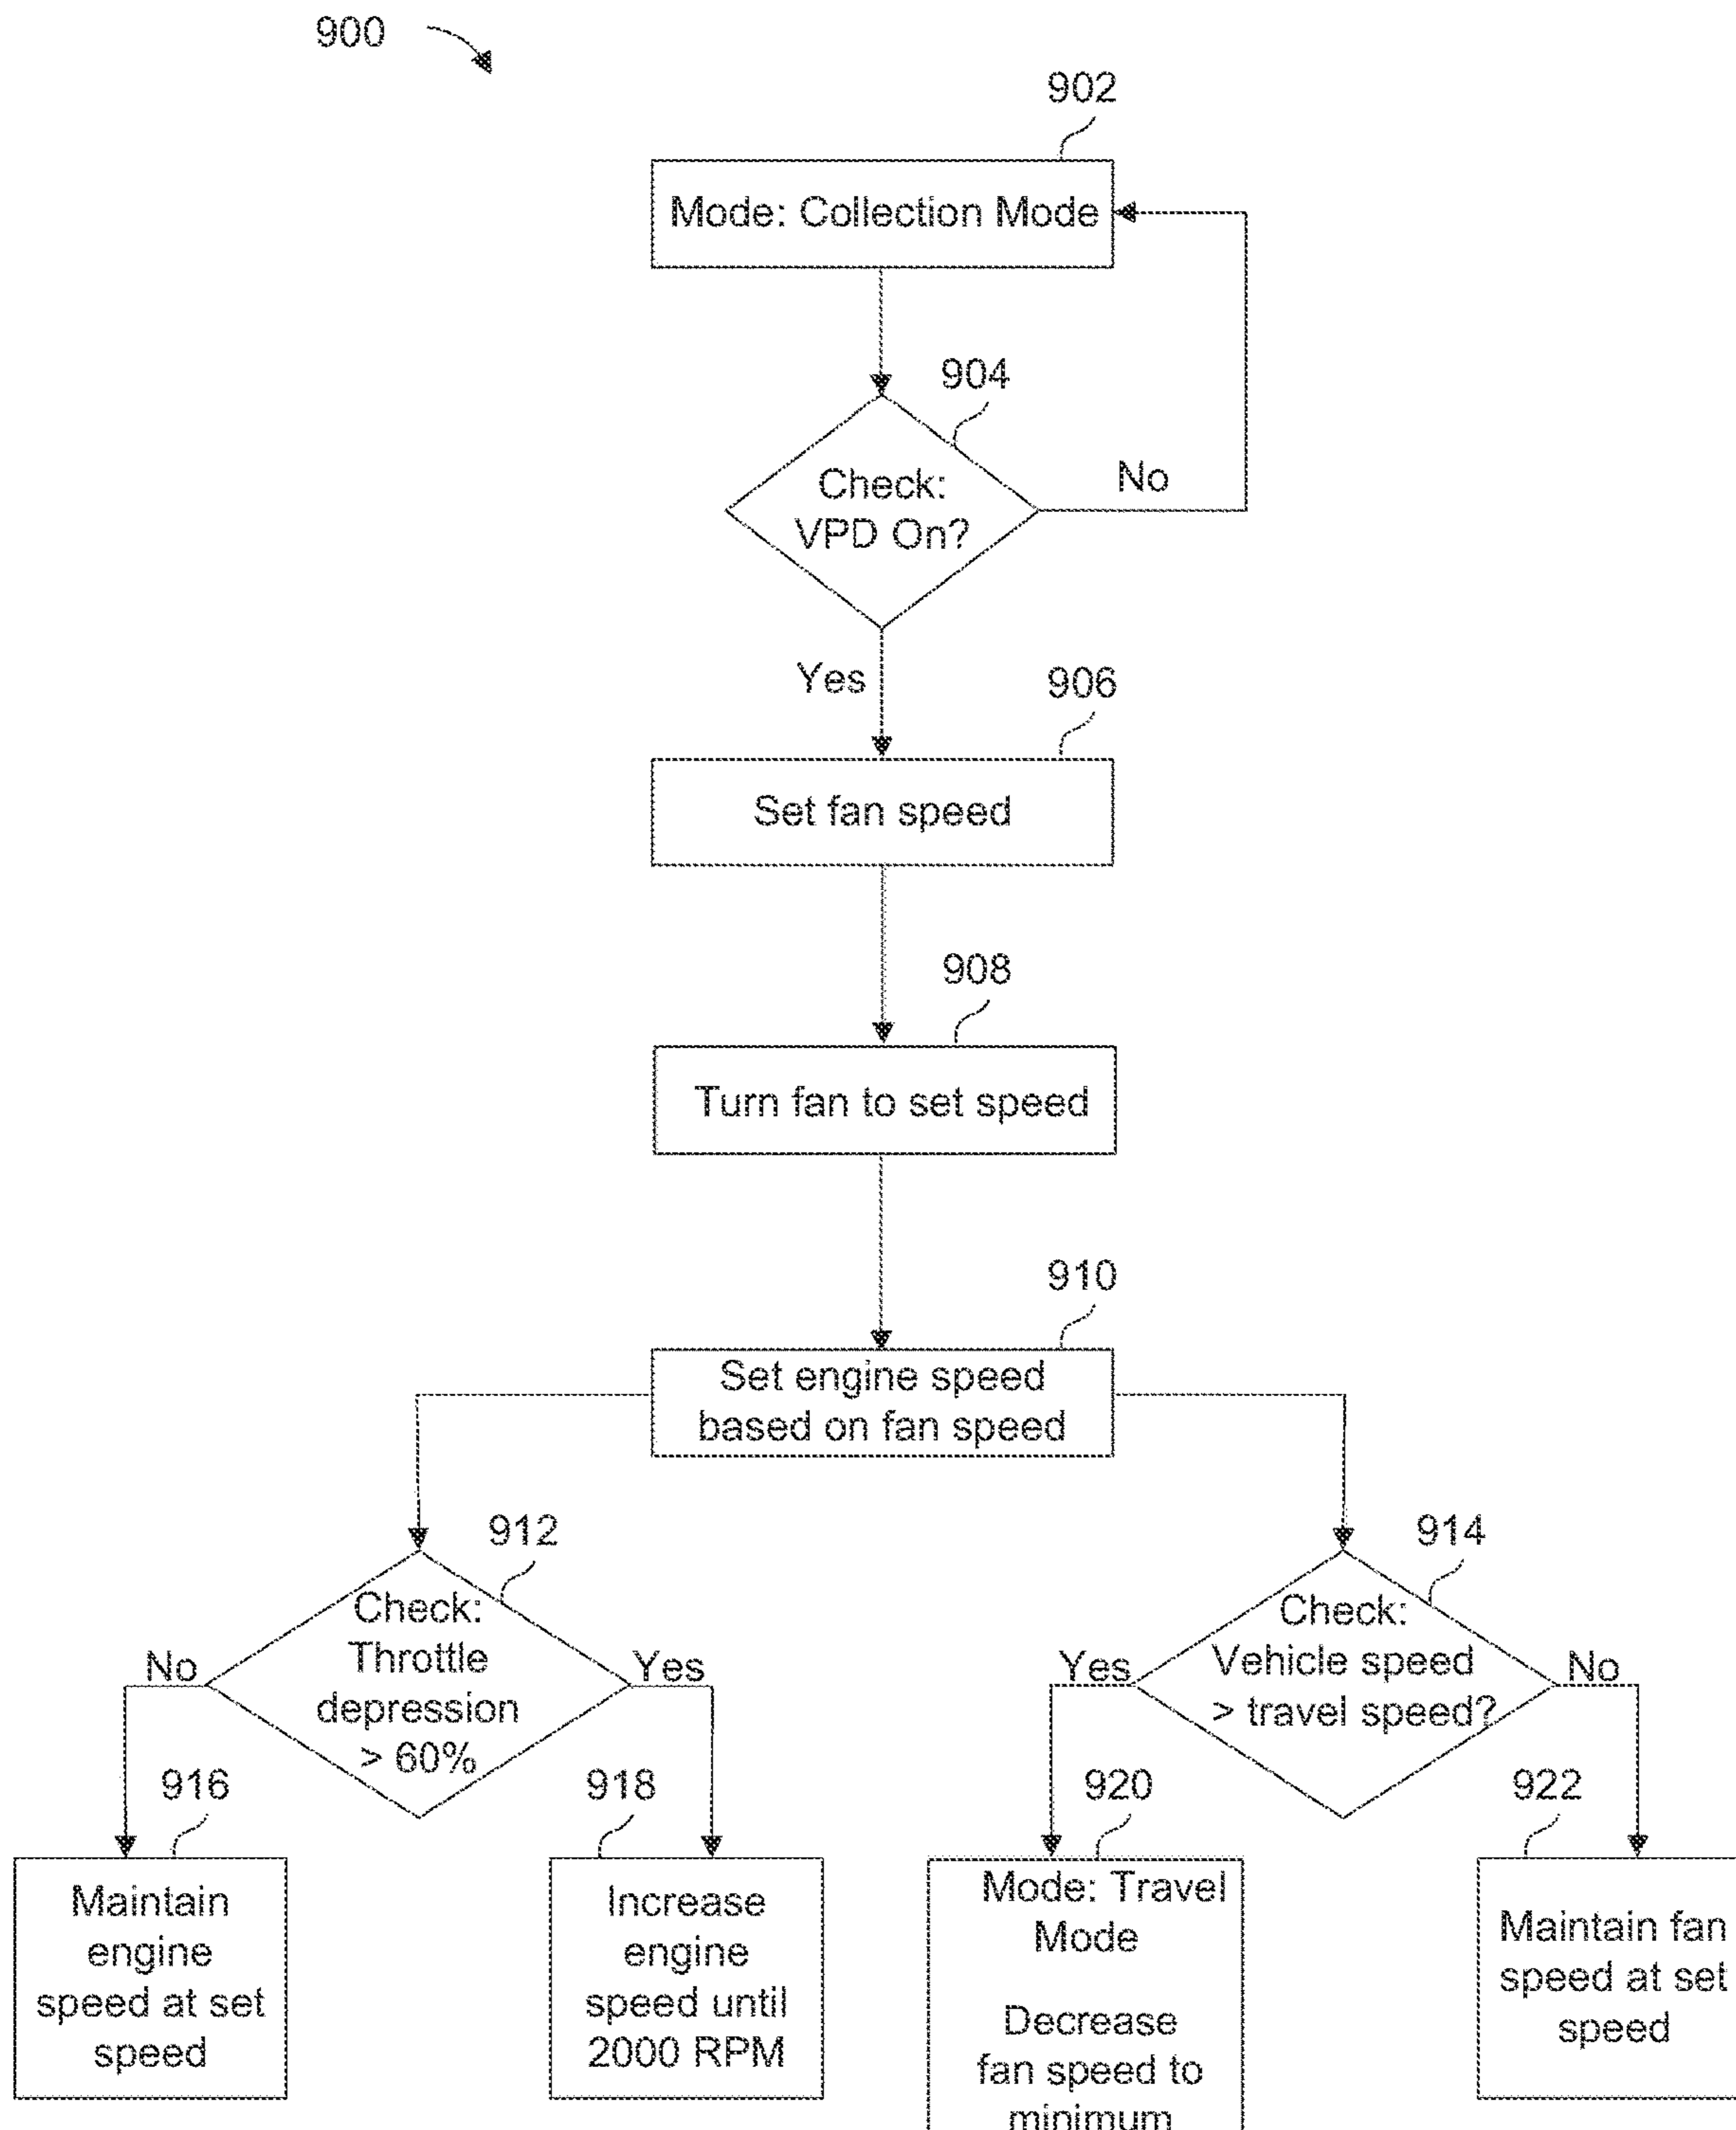 900
902
Mode: Collection Mode
904
Check:
VPD On?
No
Yes
906
Set fan speed
908
Turn fan to set speed
910
Set engine speed
based on fan speed
912
Check:
Throttle
depression
> 60%
No
Yes
914
Check:
Vehicle speed
> travel speed?
Yes
No
916
Maintain
engine
speed at set
speed
918
Increase
engine
speed until
2000 RPM
920
Mode: Travel
Mode
Decrease
fan speed to
minimum
922
Maintain fan
speed at set
speed